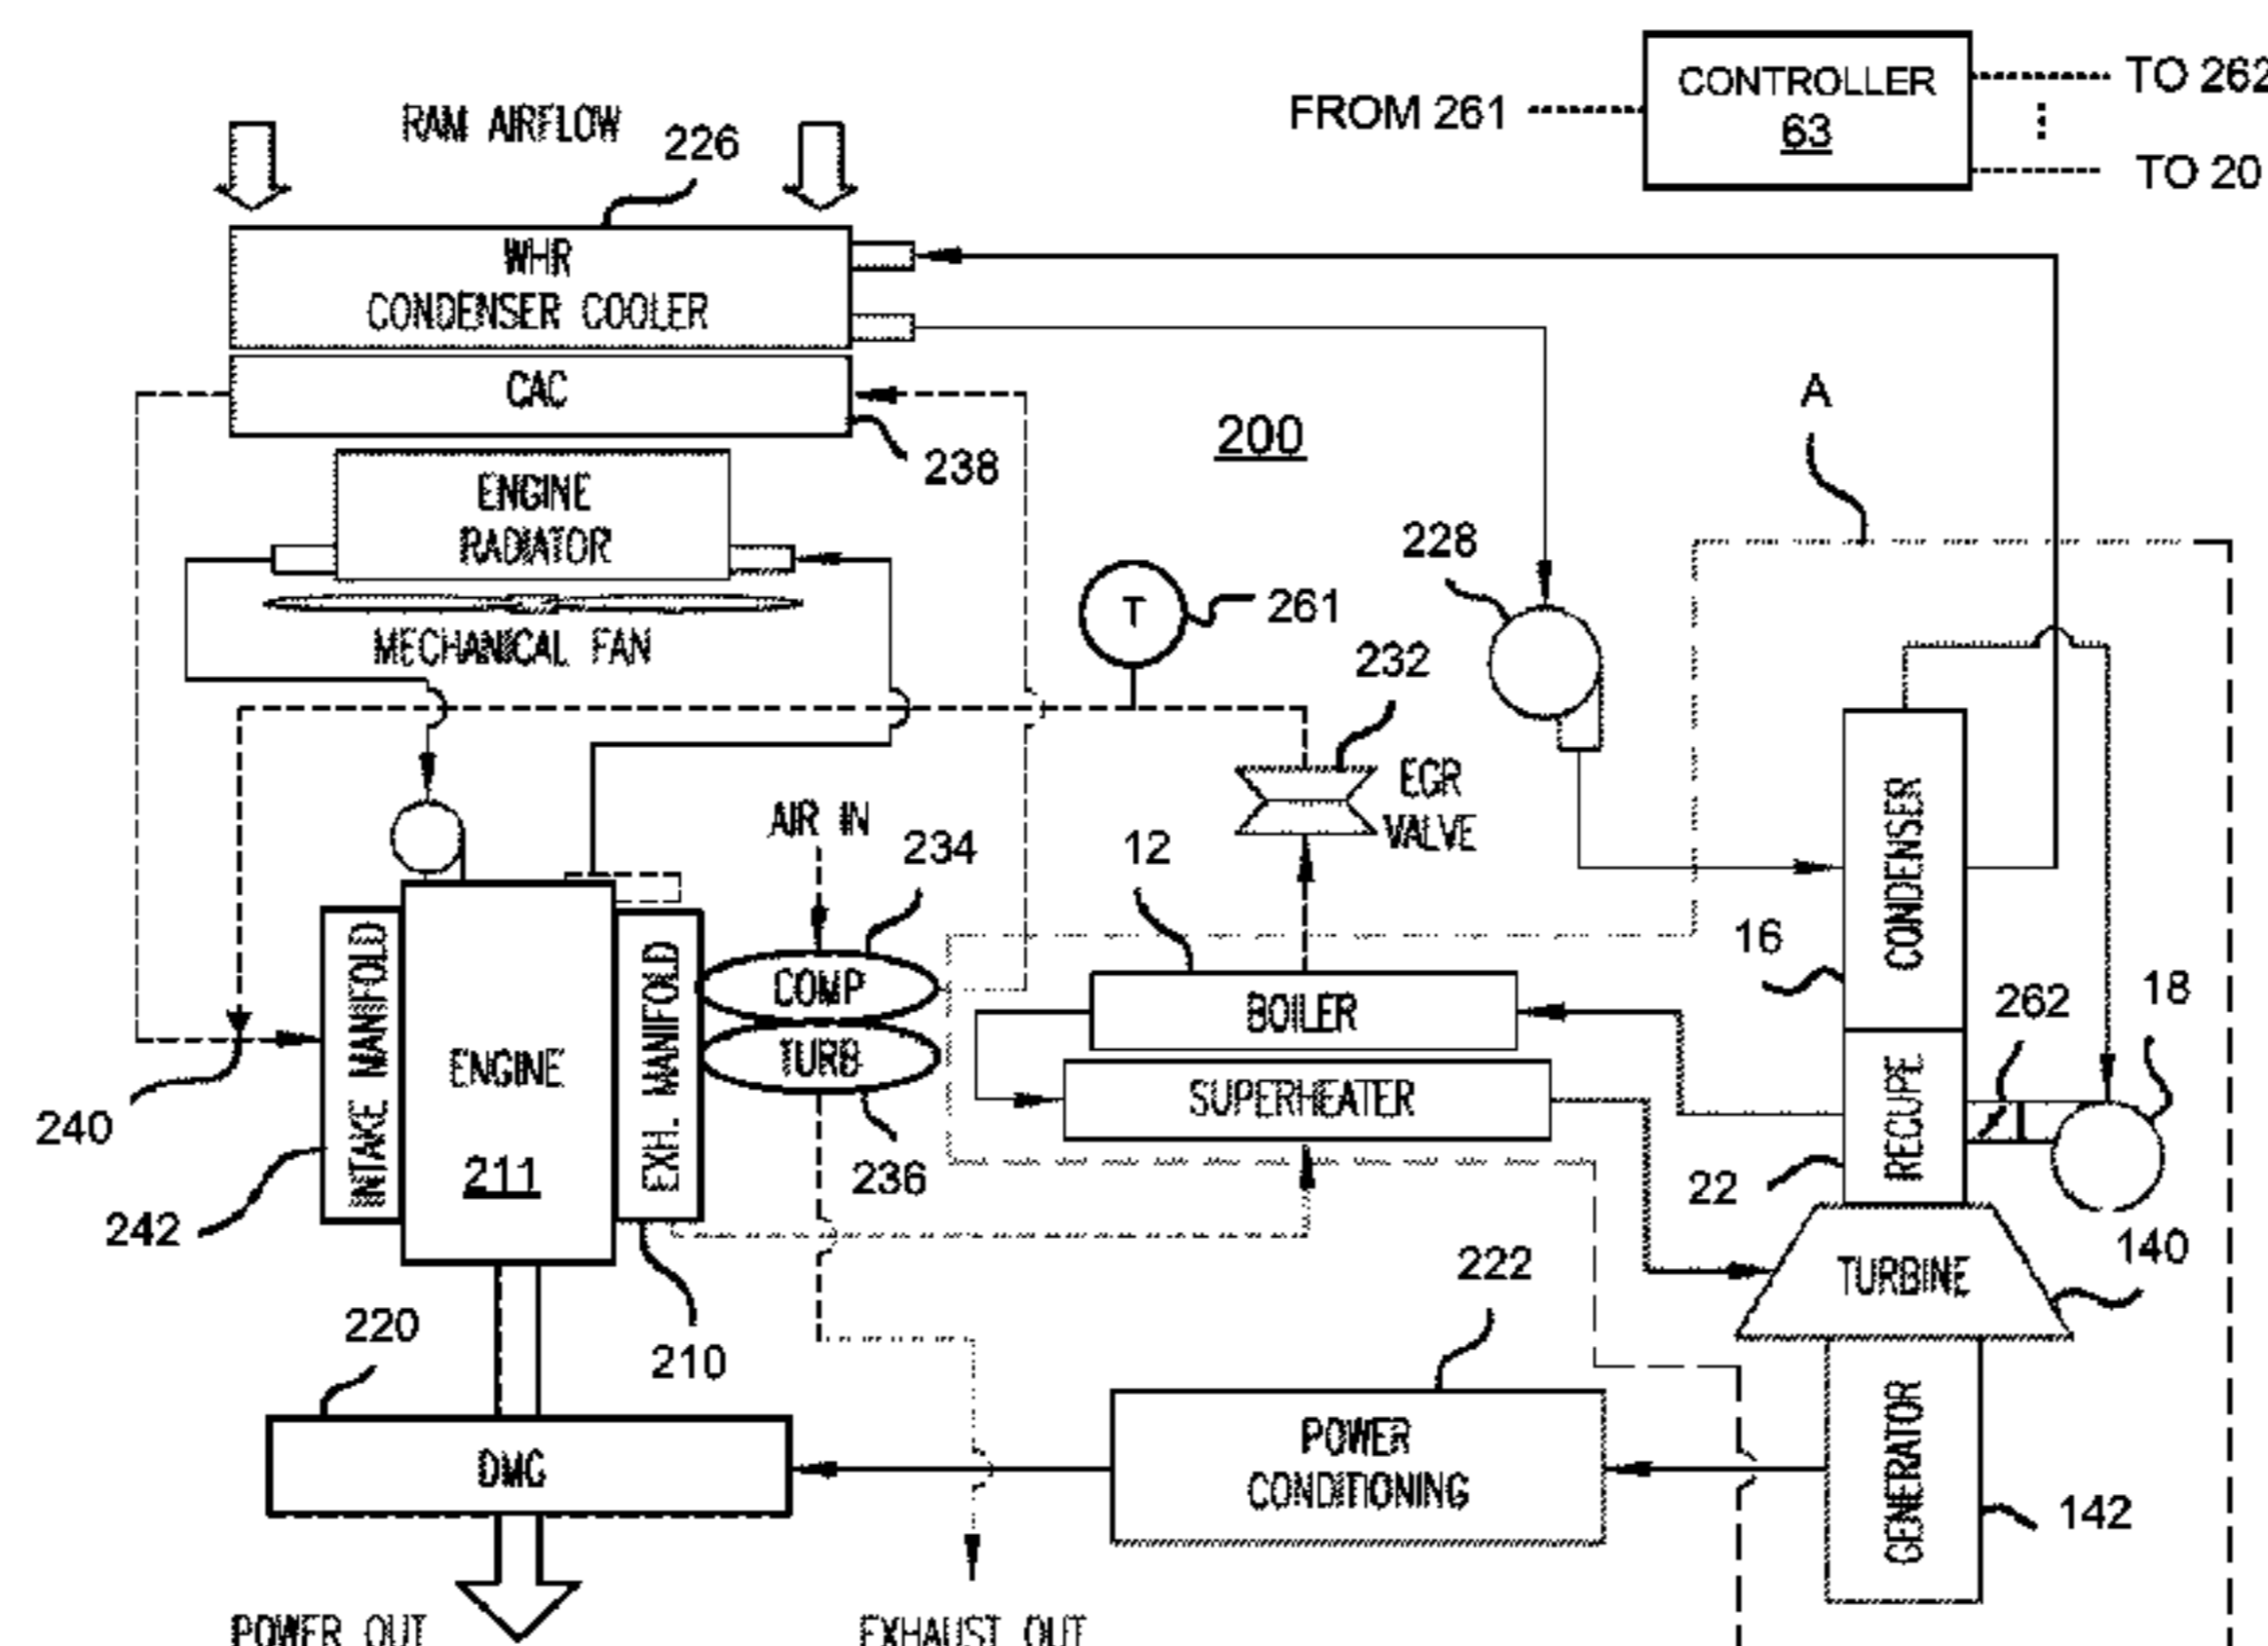 RAM AIRFLOW
226
FROM 261
CONTROLLER
63
TO 262
TO 20
WHR
CONDENSER COOLER
CAC
238
200
A
ENGINE
RADIATOR
MECHANICAL FAN
T
261
228
232
EGR
VALVE
AIR IN
234
12
CONDENSER
16
262
18
INTAKE MANIFOLD
ENGINE
211
EXH. MANIFOLD
COMP
TURB
BOILER
SUPERHEATER
RECUPE
240
236
22
242
140
TURBINE
222
220
210
DMG
POWER
CONDITIONING
GENERATOR
142
POWER OUT
EXHAUST OUT